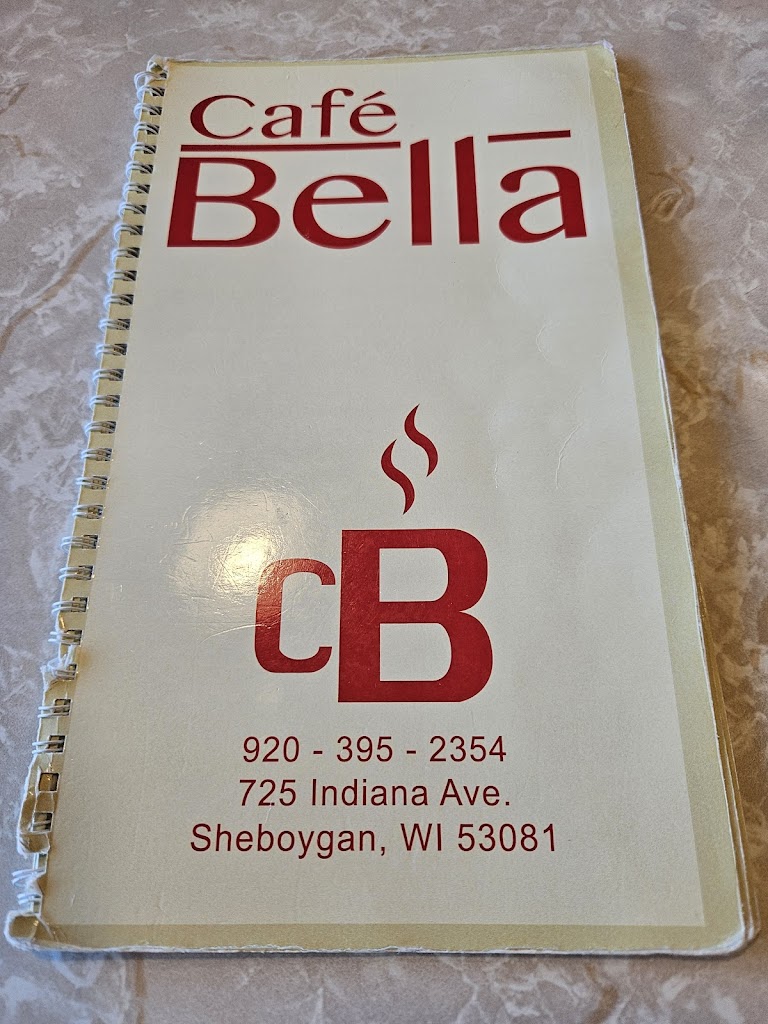 Café
Bella
cB
920 - 395 - 2354
725 Indiana Ave.
Sheboygan, WI 53081